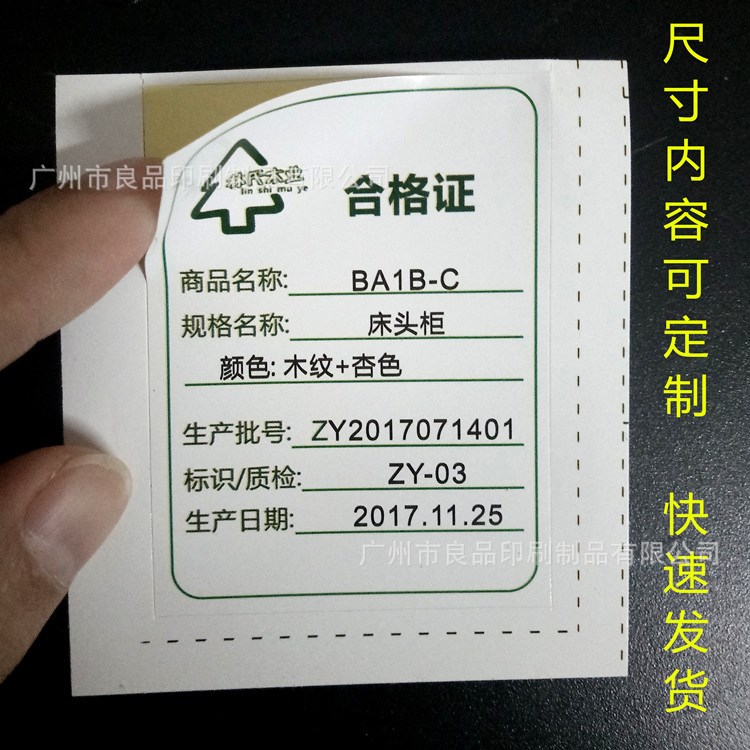 林氏木业
lin shi mu ye
合格证
商品名称: BA1B-C
规格名称: 床头柜
颜色: 木纹+杏色
生产批号: ZY2017071401
标识/质检: ZY-03
生产日期: 2017.11.25
广州市良品印刷制品有限公司
广州市良品印刷制品有限公司
尺寸内容可定制 快速发货